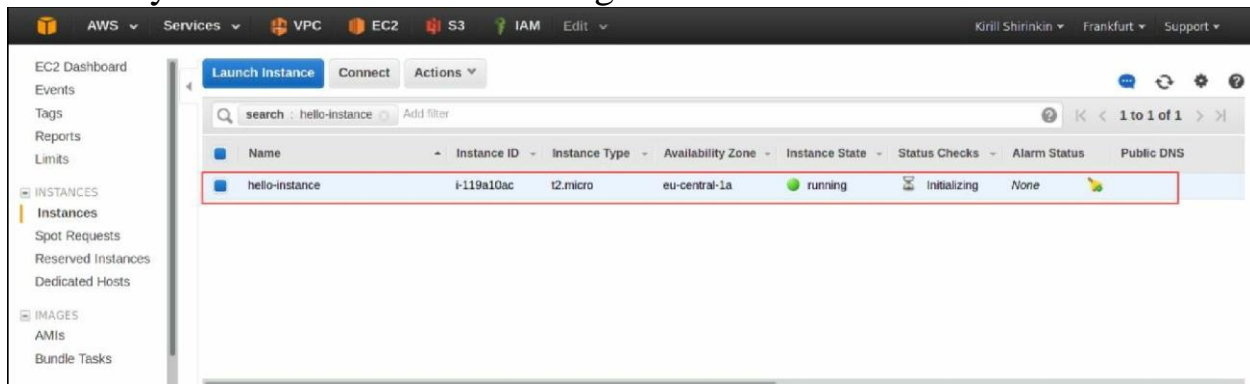 AWS Services VPC EC2 S3 IAM Edit Kirill Shirinkin Frankfurt Support
EC2 Dashboard
Events
Tags
Reports
Limits
INSTANCES
Instances
Spot Requests
Reserved Instances
Dedicated Hosts
IMAGES
AMIs
Bundle Tasks
Launch Instance Connect Actions
search : hello-instance Add filter 1 to 1 of 1
Name Instance ID Instance Type Availability Zone Instance State Status Checks Alarm Status Public DNS
hello-instance i-119a10ac t2.micro eu-central-1a running Initializing None